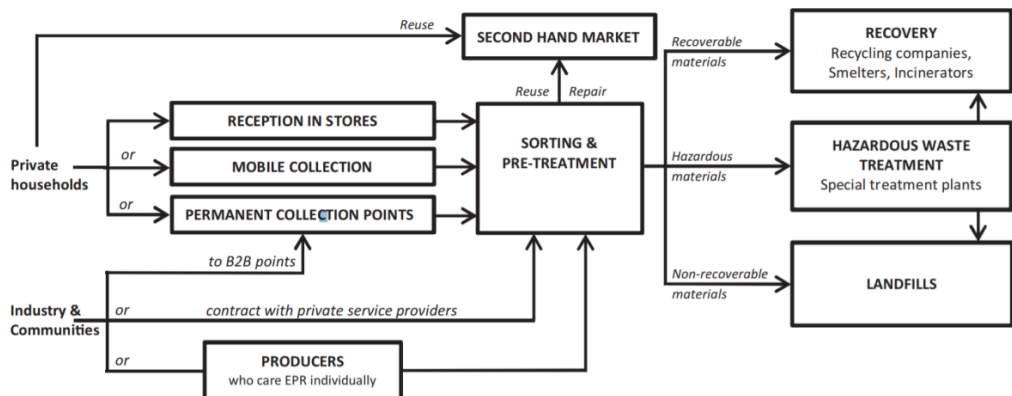 Reuse
SECOND HAND MARKET
Reuse Repair
Private
households
or
or
or
RECEPTION IN STORES
MOBILE COLLECTION
PERMANENT COLLECTION POINTS
SORTING &
PRE-TREATMENT
Recoverable
materials
Hazardous
materials
Non-recoverable
materials
RECOVERY
Recycling companies,
Smelters, Incinerators
HAZARDOUS WASTE
TREATMENT
Special treatment plants
LANDFILLS
Industry &
Communities
to B2B points
or
contract with private service providers
or
PRODUCERS
who care EPR individually